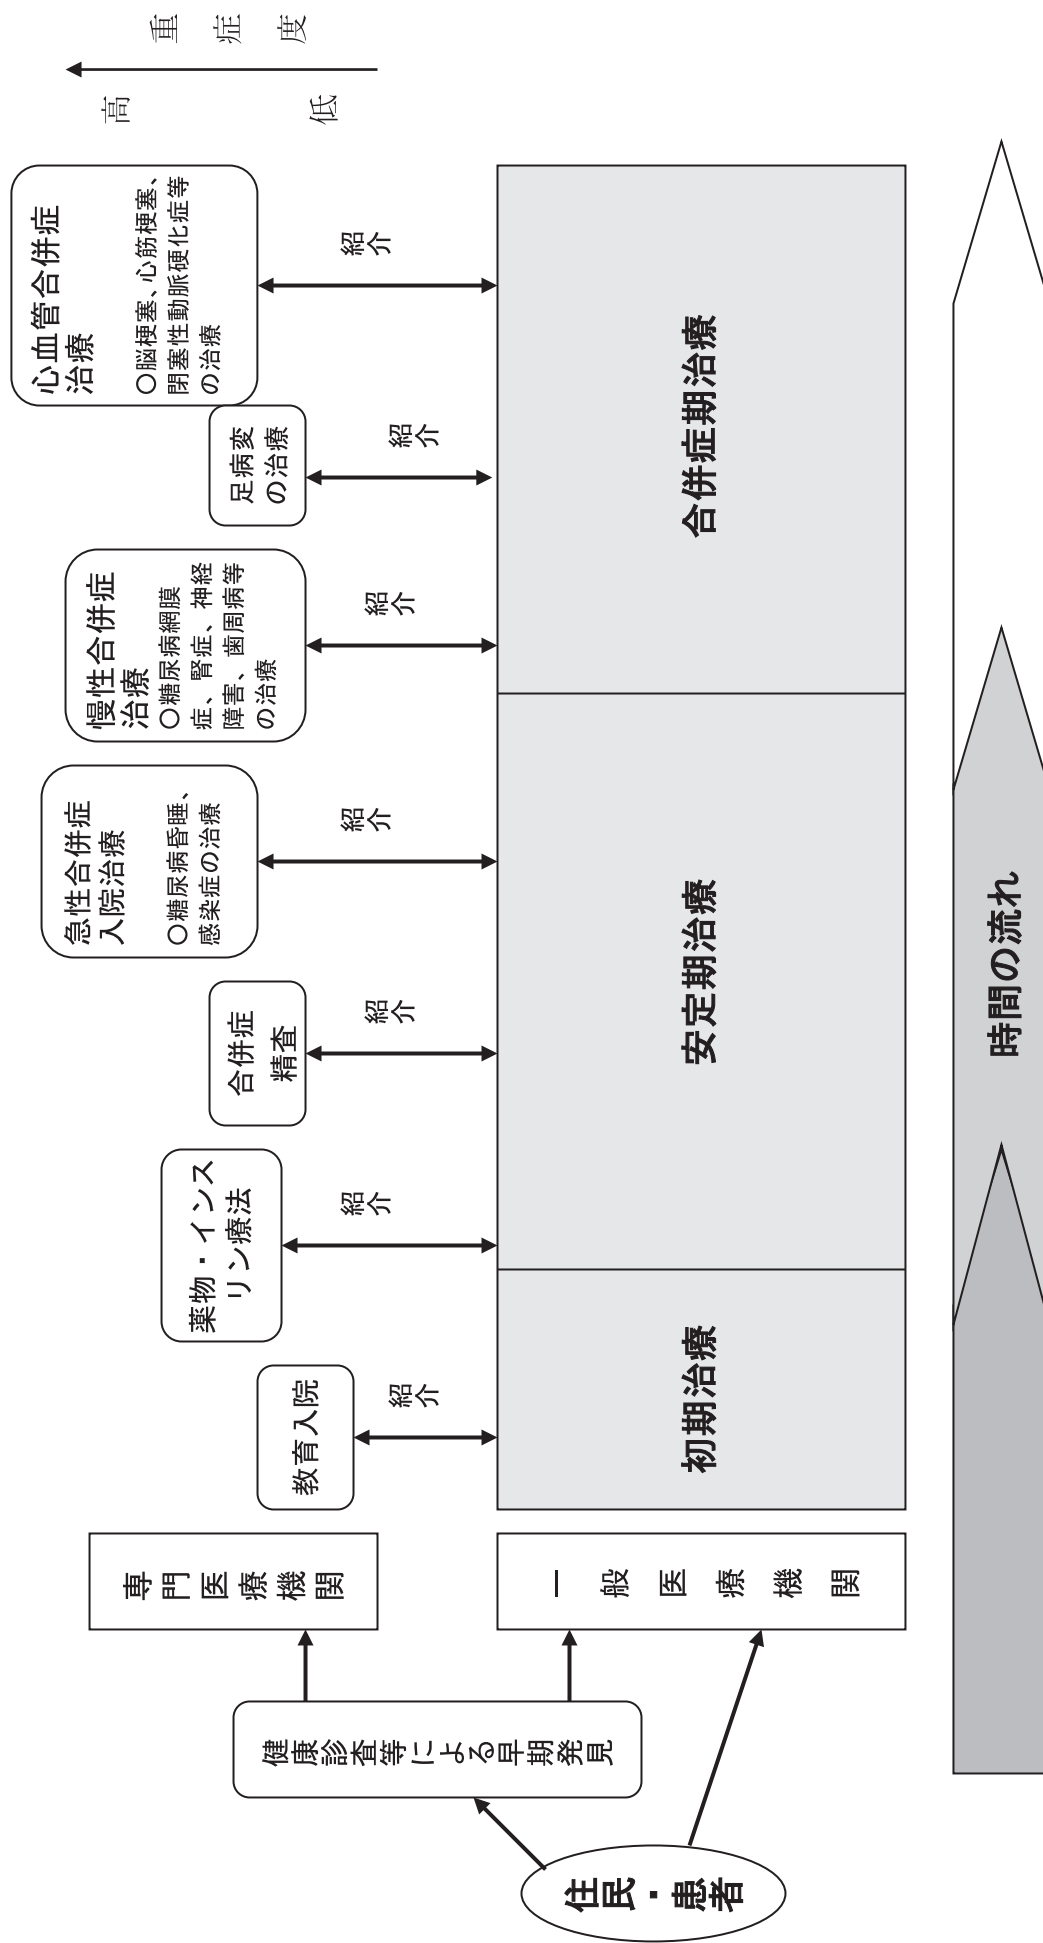 住民・患者
健康診査等による早期発見
専門医療機関
一般医療機関
教育入院
紹介
薬物・インス
リン療法
紹介
合併症
精査
紹介
急性合併症
入院治療
○糖尿病昏睡、
感染症の治療
紹介
慢性合併症
治療
○糖尿病網膜
症、腎症、神経
障害、歯周病等
の治療
紹介
足病変
の治療
紹介
心血管合併症
治療
○脳梗塞、心筋梗塞、
閉塞性動脈硬化症等
の治療
紹介
高
低
重症度
初期治療
安定期治療
合併症期治療
時間の流れ